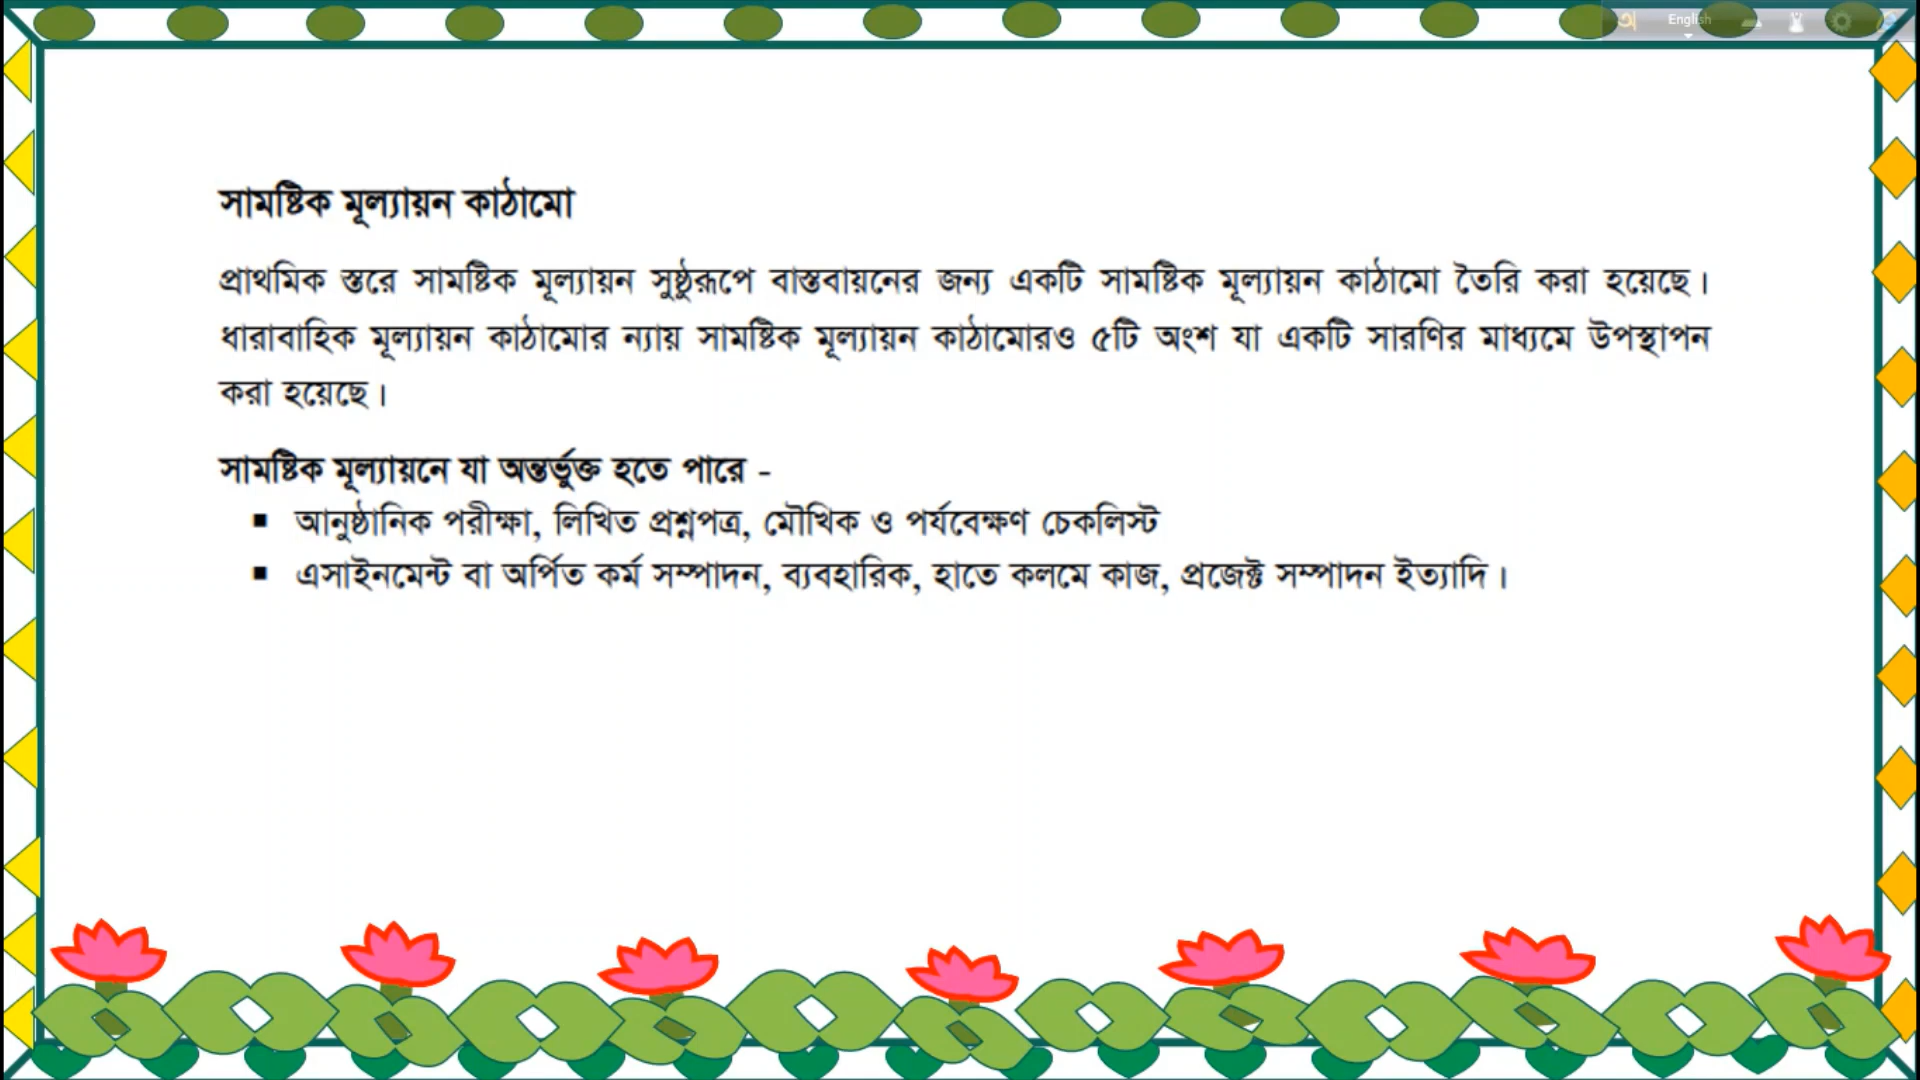 English
সামষ্টিক মূল্যায়ন কাঠামো
প্রাথমিক স্তরে সামষ্টিক মূল্যায়ন সুষ্ঠুরূপে বাস্তবায়নের জন্য একটি সামষ্টিক মূল্যায়ন কাঠামো তৈরি করা হয়েছে।
ধারাবাহিক মূল্যায়ন কাঠামোর ন্যায় সামষ্টিক মূল্যায়ন কাঠামোরও ৫টি অংশ যা একটি সারণির মাধ্যমে উপস্থাপন
করা হয়েছে।
সামষ্টিক মূল্যায়নে যা অন্তর্ভুক্ত হতে পারে -
▪ আনুষ্ঠানিক পরীক্ষা, লিখিত প্রশ্নপত্র, মৌখিক ও পর্যবেক্ষণ চেকলিস্ট
▪ এসাইনমেন্ট বা অর্পিত কর্ম সম্পাদন, ব্যবহারিক, হাতে কলমে কাজ, প্রজেক্ট সম্পাদন ইত্যাদি।